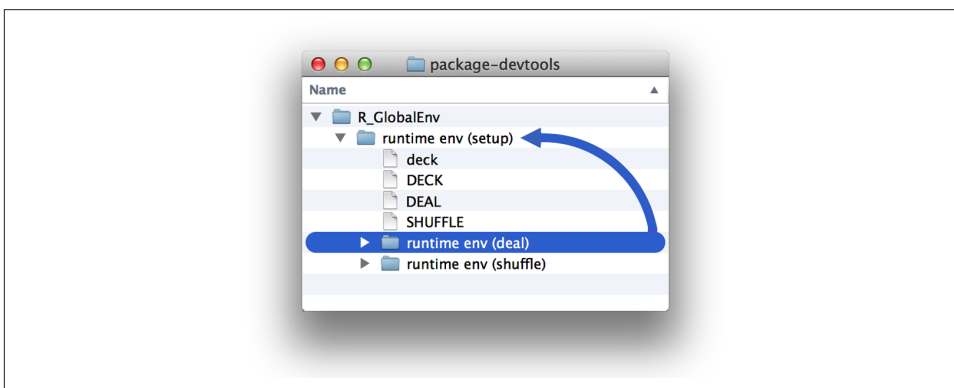 package-devtools
Name
R_GlobalEnv
runtime env (setup)
deck
DECK
DEAL
SHUFFLE
runtime env (deal)
runtime env (shuffle)